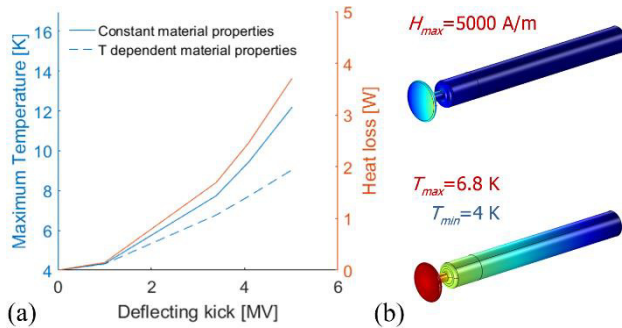 (a)
Maximum Temperature [K]
16
14
12
10
8
6
4
Constant material properties
T dependent material properties
5
4
3
2
1
0
Heat loss [W]
0
2
4
6
Deflecting kick [MV]
(b)
Hmax=5000 A/m
Tmax=6.8 K
Tmin=4 K